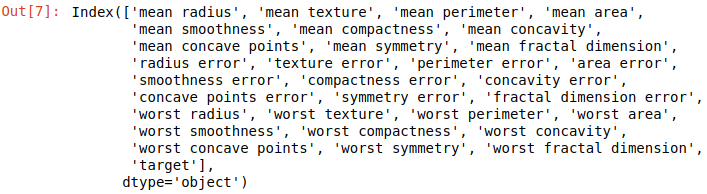 Out[7]: Index(['mean radius', 'mean texture', 'mean perimeter', 'mean area',
'mean smoothness', 'mean compactness', 'mean concavity',
'mean concave points', 'mean symmetry', 'mean fractal dimension',
'radius error', 'texture error', 'perimeter error', 'area error',
'smoothness error', 'compactness error', 'concavity error',
'concave points error', 'symmetry error', 'fractal dimension error',
'worst radius', 'worst texture', 'worst perimeter', 'worst area',
'worst smoothness', 'worst compactness', 'worst concavity',
'worst concave points', 'worst symmetry', 'worst fractal dimension',
'target'],
dtype='object')